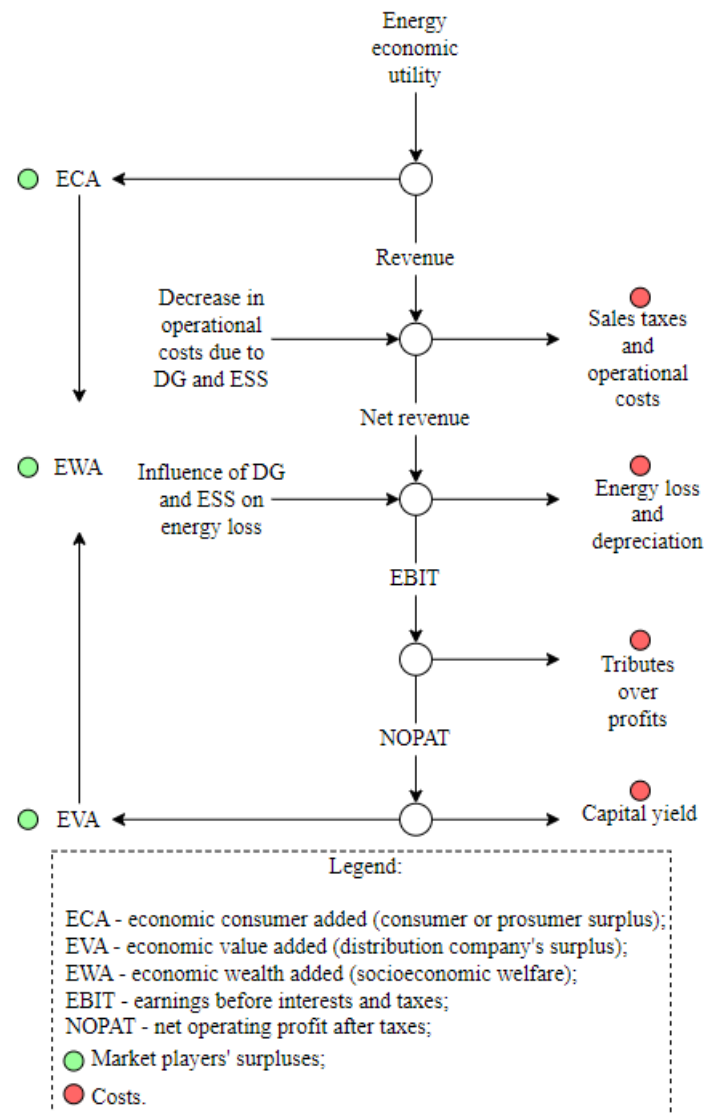 Energy
economic
utility
ECA
Revenue
Decrease in
operational
costs due to
DG and ESS
Sales taxes
and
operational
costs
Net revenue
EWA
Influence of DG
and ESS on
energy loss
Energy loss
and
depreciation
EBIT
Tributes
over
profits
NOPAT
EVA
Capital yield
Legend:
ECA - economic consumer added (consumer or prosumer surplus);
EVA - economic value added (distribution company's surplus);
EWA - economic wealth added (socioeconomic welfare);
EBIT - earnings before interests and taxes;
NOPAT - net operating profit after taxes;
Market players' surpluses;
Costs.